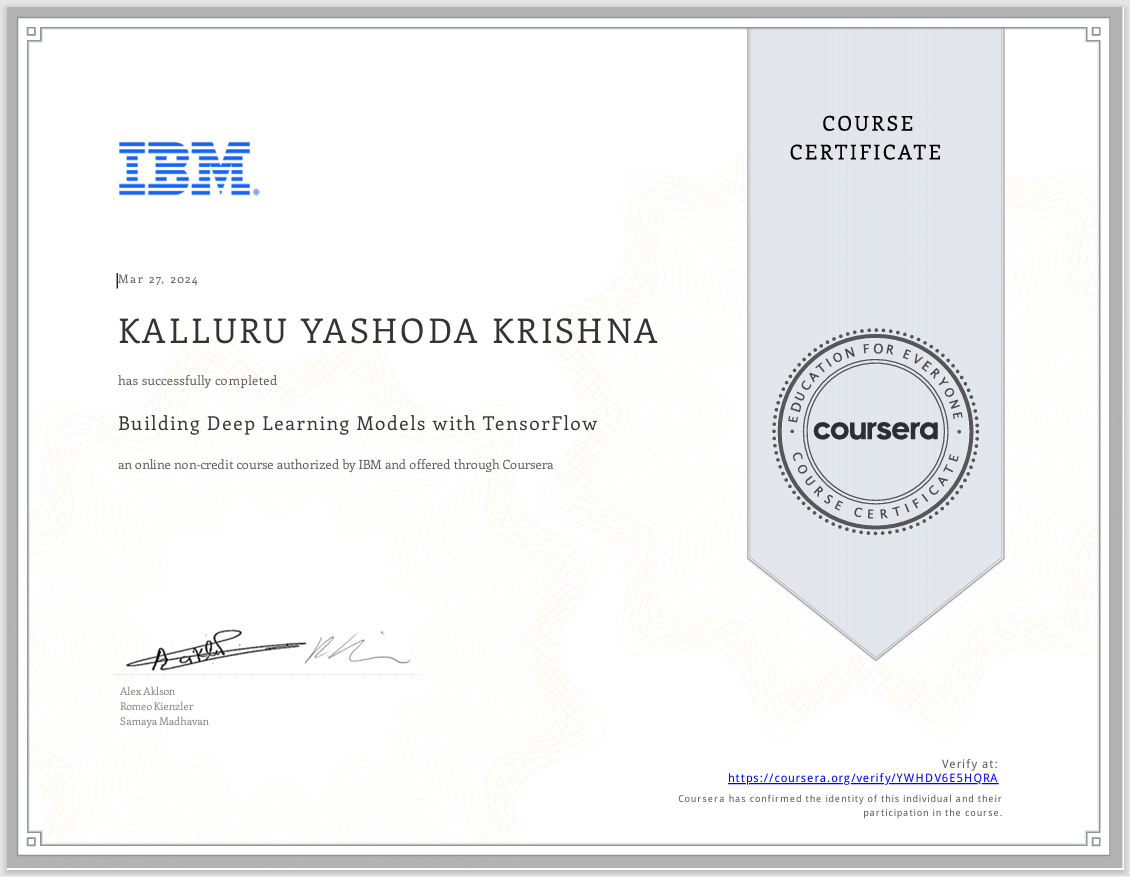 COURSE
CERTIFICATE
IBM®
Mar 27, 2024
KALLURU YASHODA KRISHNA
has successfully completed
Building Deep Learning Models with TensorFlow
an online non-credit course authorized by IBM and offered through Coursera
EDUCATION FOR EVERYONE
coursera
COURSE CERTIFICATE
Alex Aklson
Romeo Kienzler
Samaya Madhavan
Verify at:
https://coursera.org/verify/YWHDV6E5HQRA
Coursera has confirmed the identity of this individual and their
participation in the course.